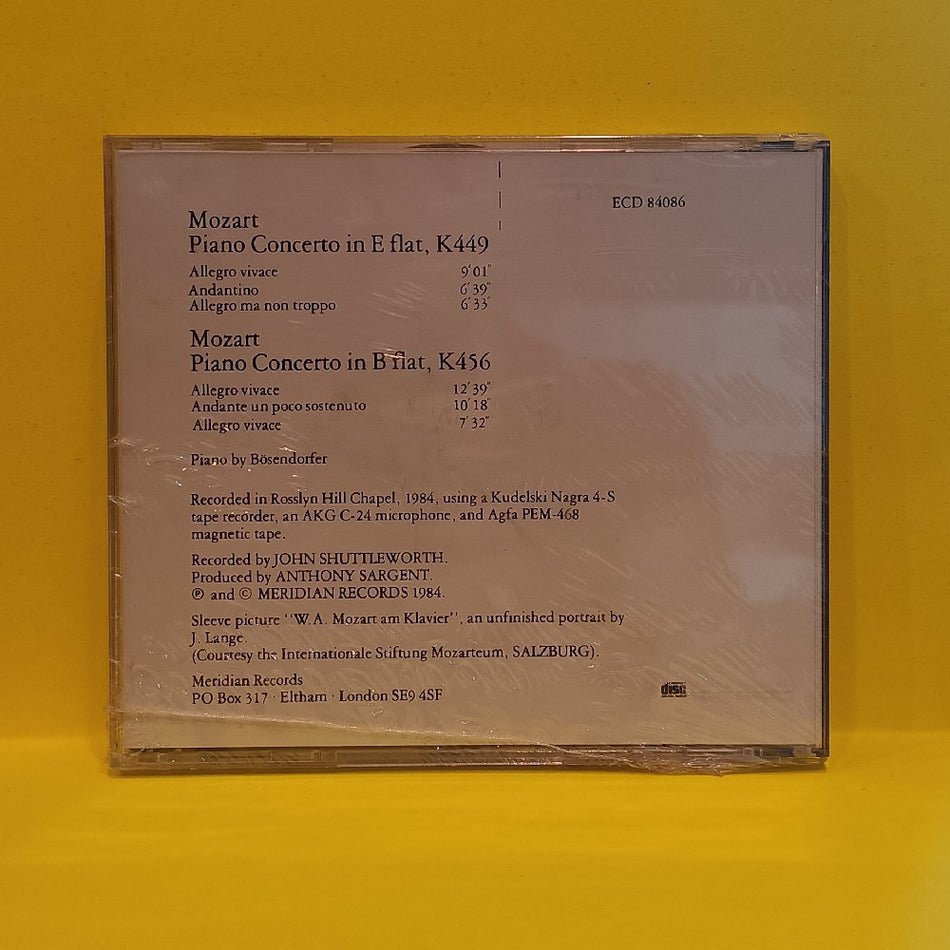 ECD 84086
Mozart
Piano Concerto in E flat, K449
Allegro vivace 9′01″
Andantino 6′39″
Allegro ma non troppo 6′33″
Mozart
Piano Concerto in B flat, K456
Allegro vivace 12′39″
Andante un poco sostenuto 10′18″
Allegro vivace 7′32″
Piano by Bösendorfer
Recorded in Rosslyn Hill Chapel, 1984, using a Kudelski Nagra 4-S
tape recorder, an AKG C-24 microphone, and Agfa PEM-468
magnetic tape.
Recorded by JOHN SHUTTLEWORTH.
Produced by ANTHONY SARGENT.
℗ and © MERIDIAN RECORDS 1984.
Sleeve picture ''W.A. Mozart am Klavier'', an unfinished portrait by
J. Lange.
(Courtesy the Internationale Stiftung Mozarteum, SALZBURG).
Meridian Records
PO Box 317 · Eltham · London SE9 4SF
disc